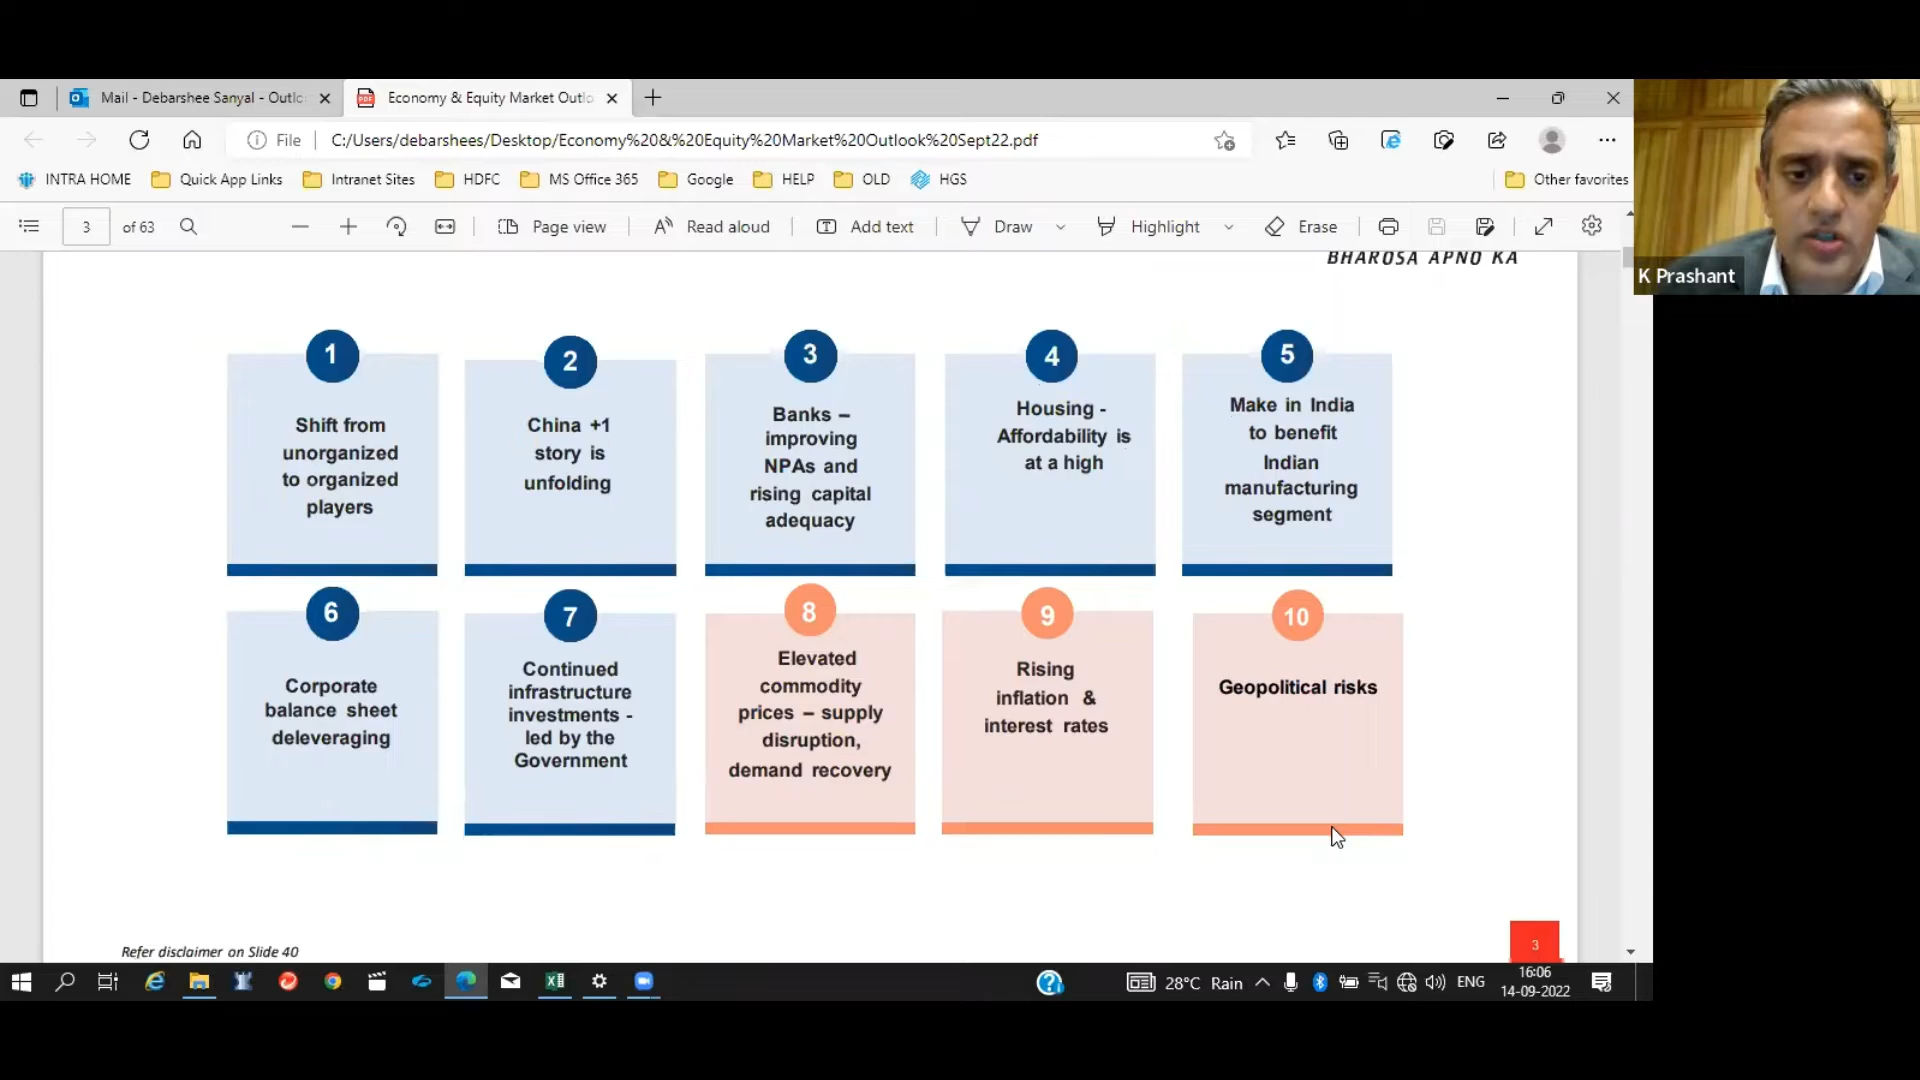 Mail - Debarshee Sanyal - Outlo
Economy & Equity Market Outlo
File
C:/Users/debarshees/Desktop/Economy%20&%20Equity%20Market%20Outlook%20Sept22.pdf
INTRA HOME
Quick App Links
Intranet Sites
HDFC
MS Office 365
Google
HELP
OLD
HGS
Other favorites
3
of 63
Page view
Read aloud
Add text
Draw
Highlight
Erase
K Prashant
BHAROSA APNO KA
1
Shift from
unorganized
to organized
players
2
China +1
story is
unfolding
3
Banks –
improving
NPAs and
rising capital
adequacy
4
Housing -
Affordability is
at a high
5
Make in India
to benefit
Indian
manufacturing
segment
6
Corporate
balance sheet
deleveraging
7
Continued
infrastructure
investments -
led by the
Government
8
Elevated
commodity
prices – supply
disruption,
demand recovery
9
Rising
inflation &
interest rates
10
Geopolitical risks
Refer disclaimer on Slide 40
3
28°C Rain
ENG
16:06
14-09-2022